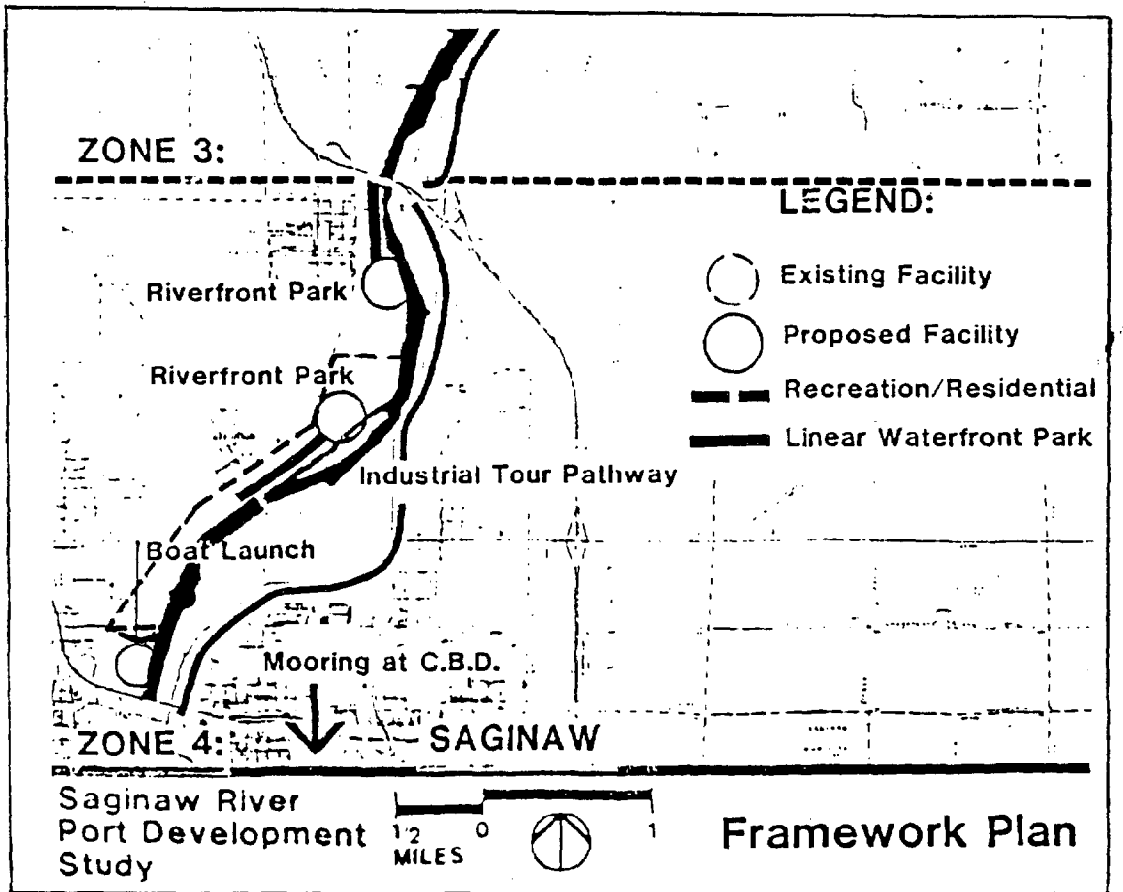 ZONE 3:
LEGEND:
Existing Facility
Proposed Facility
Recreation/Residential
Linear Waterfront Park
Riverfront Park
Riverfront Park
Industrial Tour Pathway
Boat Launch
Mooring at C.B.D.
ZONE 4:
SAGINAW
Saginaw River
Port Development
Study
1/2 0 1
MILES
Framework Plan